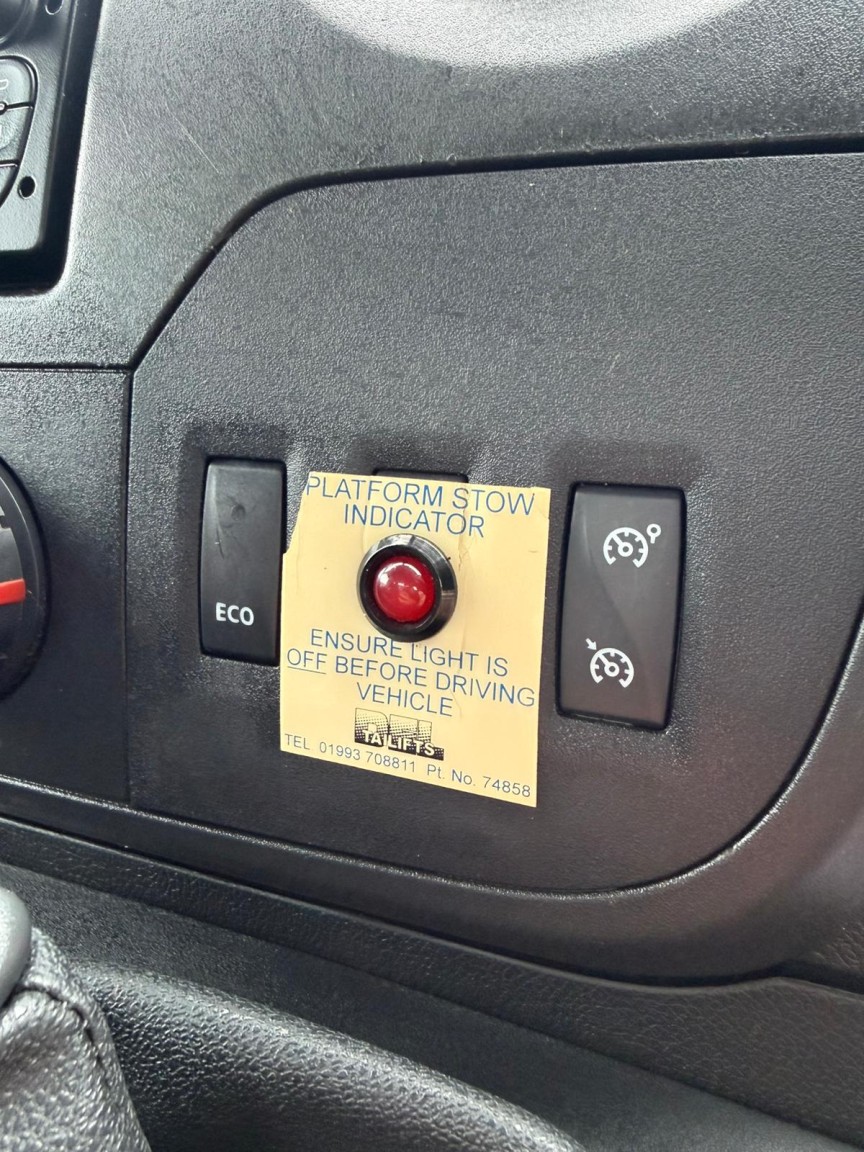 PLATFORM STOW
INDICATOR
ECO
ENSURE LIGHT IS
OFF BEFORE DRIVING
VEHICLE
TA LIFTS
TEL 01993 708811 Pt. No. 74858